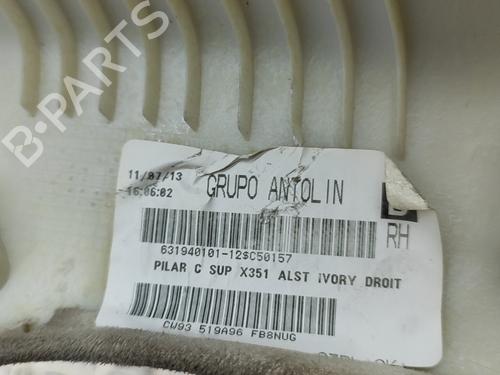 B-PARTS
11/07/13
16:06:02
GRUPO ANTOLIN
RH
631940101-12$C50157
PILAR C SUP X351 ALST IVORY DROIT
CW93 519A96 FB8NUG